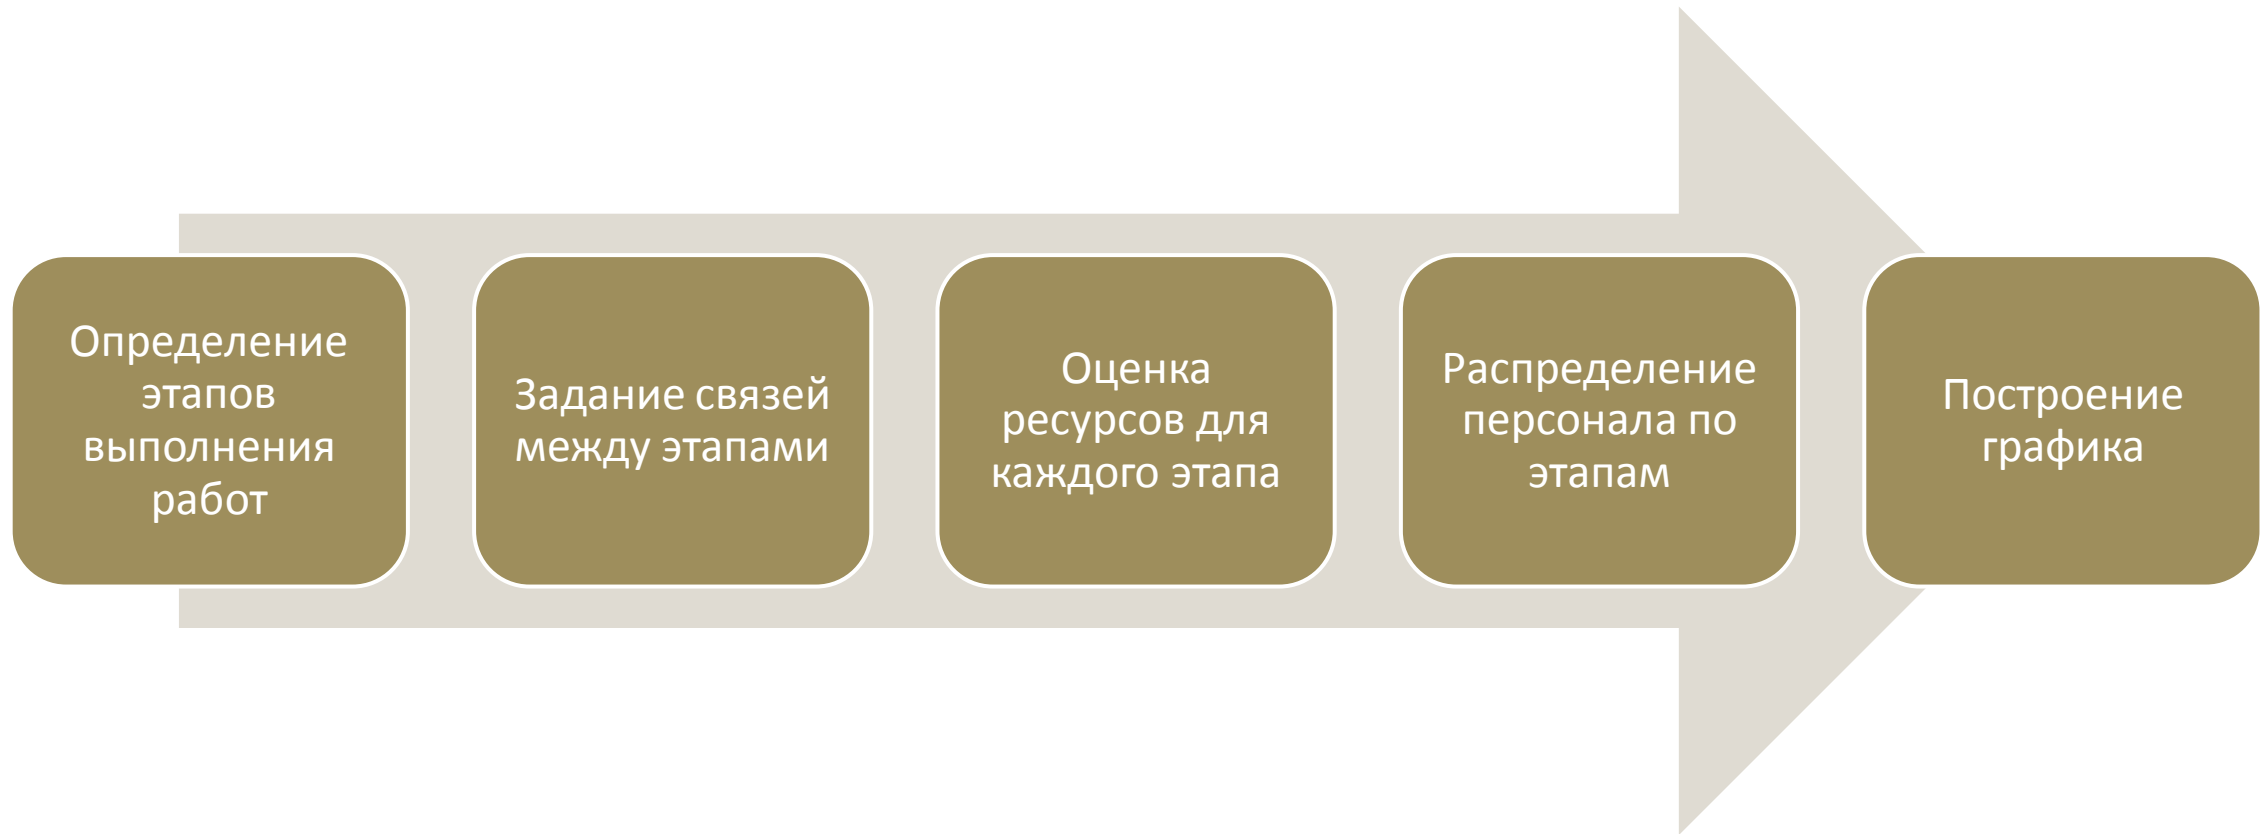 Определение
этапов
выполнения
работ
Задание связей
между этапами
Оценка
ресурсов для
каждого этапа
Распределение
персонала по
этапам
Построение
графика